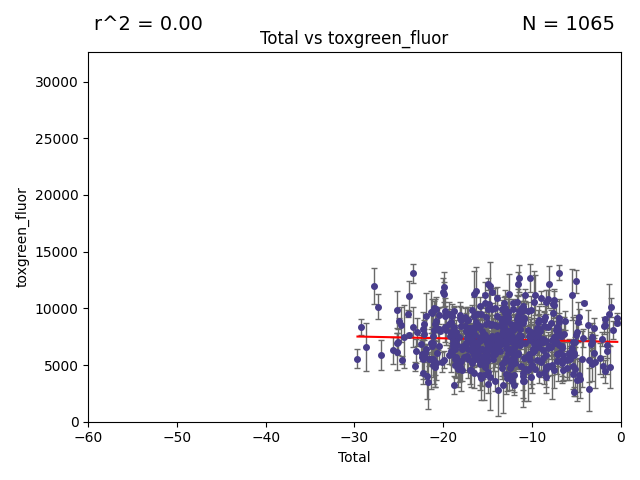 r^2 = 0.00
N = 1065
Total vs toxgreen_fluor
30000
25000
20000
15000
10000
5000
0
toxgreen_fluor
−60
−50
−40
−30
−20
−10
0
Total